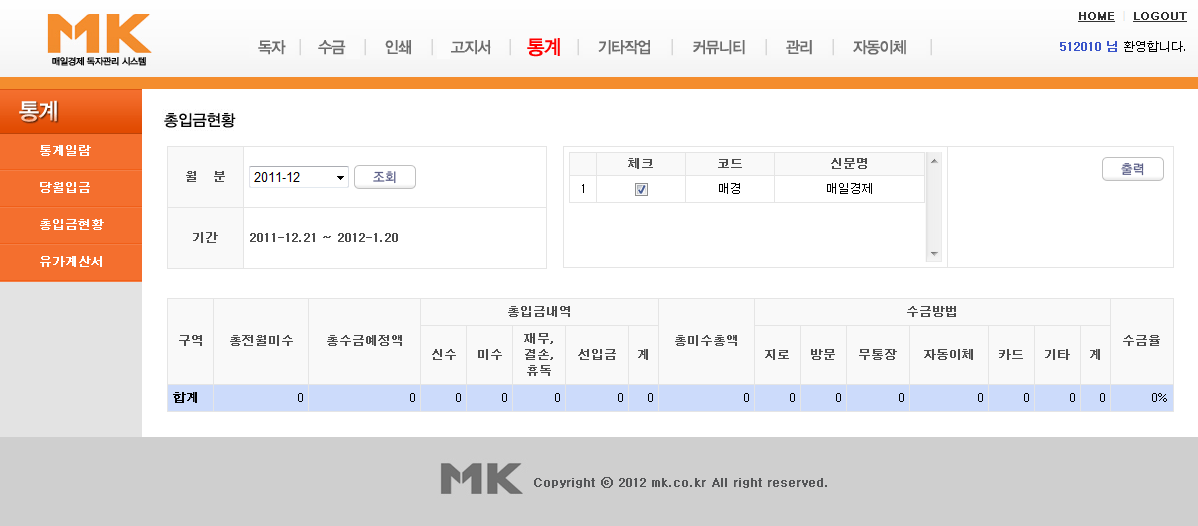 HOME LOGOUT
MK
매일경제 독자관리 시스템
독자 수금 인쇄 고지서 통계 기타작업 커뮤니티 관리 자동이체
512010 님 환영합니다.
통계
통계일람
당월입금
총입금현황
유가계산서
총입금현황
월 분 2011-12 조회
기간 2011-12.21 ~ 2012-1.20
체크 코드 신문명
1 매경 매일경제
출력
구역 총전월미수 총수금예정액 총입금내역 총미수총액 수금방법 수금율
신수 미수 재무, 결손, 휴독 선입금 계 지로 방문 무통장 자동이체 카드 기타 계
합계 0 0 0 0 0 0 0 0 0 0 0 0 0 0 0 0%
MK Copyright ⓒ 2012 mk.co.kr All right reserved.